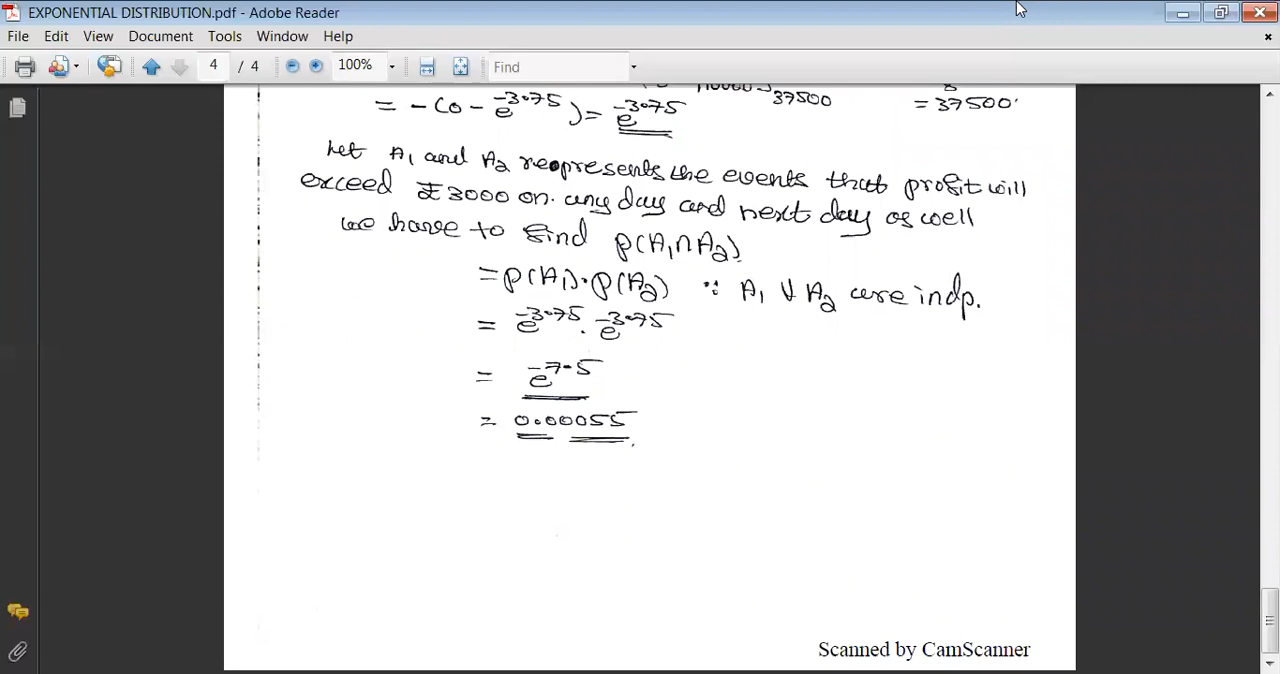 EXPONENTIAL DISTRIBUTION.pdf - Adobe Reader
File Edit View Document Tools Window Help
4 / 4 100% Find
37500 = 37500
= -(0 - e^-3.75) = e^-3.75
Let A1 and A2 reopresents the events that profit will
exceed ₹3000 on any day and next day as well
we have to find p(A1∩A2)
= p(A1)·p(A2) ∵ A1 & A2 are indp.
= e^-3.75 . e^-3.75
= e^-7.5
= 0.00055
Scanned by CamScanner